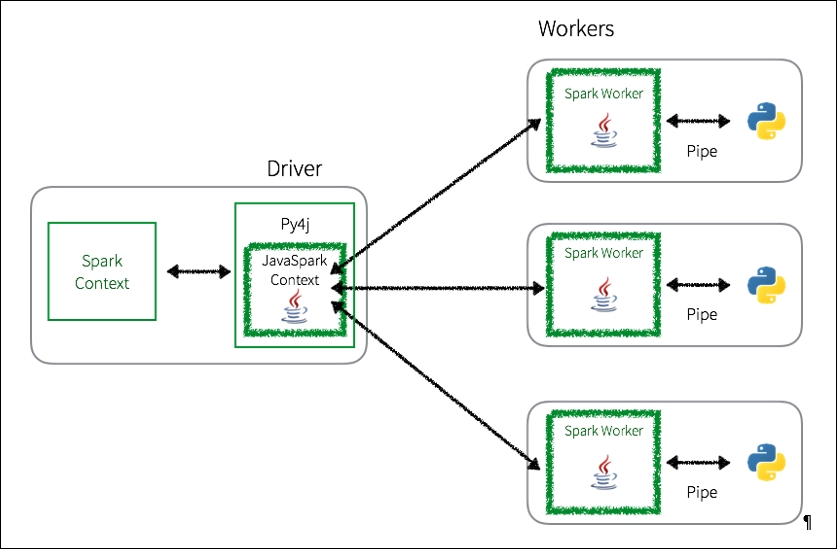 Workers
Driver
Spark
Context
Py4j
JavaSpark
Context
Spark Worker
Pipe
Spark Worker
Pipe
Spark Worker
Pipe
¶